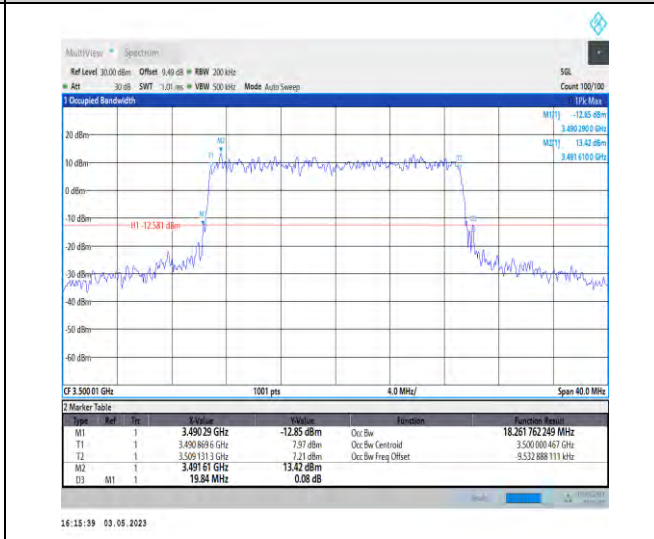 MultiView Spectrum
Ref Level 30.00 dBm Offset 9.49 dB RBW 200 kHz SGL
Att 30 dB SWT 1.01 ms VBW 500 kHz Mode Auto Sweep Count 100/100
1 Occupied Bandwidth 1Pk Max
M1[1] -12.85 dBm
3.490 290 0 GHz
M2[1] 13.42 dBm
3.491 610 0 GHz
20 dBm
M2
T1 T2
10 dBm
0 dBm
-10 dBm
M1 D3
H1 -12.581 dBm
-20 dBm
-30 dBm
-40 dBm
-50 dBm
-60 dBm
CF 3.500 01 GHz 1001 pts 4.0 MHz/ Span 40.0 MHz
2 Marker Table
Type Ref Trc X-Value Y-Value Function Function Result
M1 1 3.490 29 GHz -12.85 dBm Occ Bw 18.261 762 249 MHz
T1 1 3.490 869 6 GHz 7.97 dBm Occ Bw Centroid 3.500 000 467 GHz
T2 1 3.509 131 3 GHz 7.21 dBm Occ Bw Freq Offset -9.532 888 111 kHz
M2 1 3.491 61 GHz 13.42 dBm
D3 M1 1 19.84 MHz 0.08 dB
16:15:39 03.05.2023